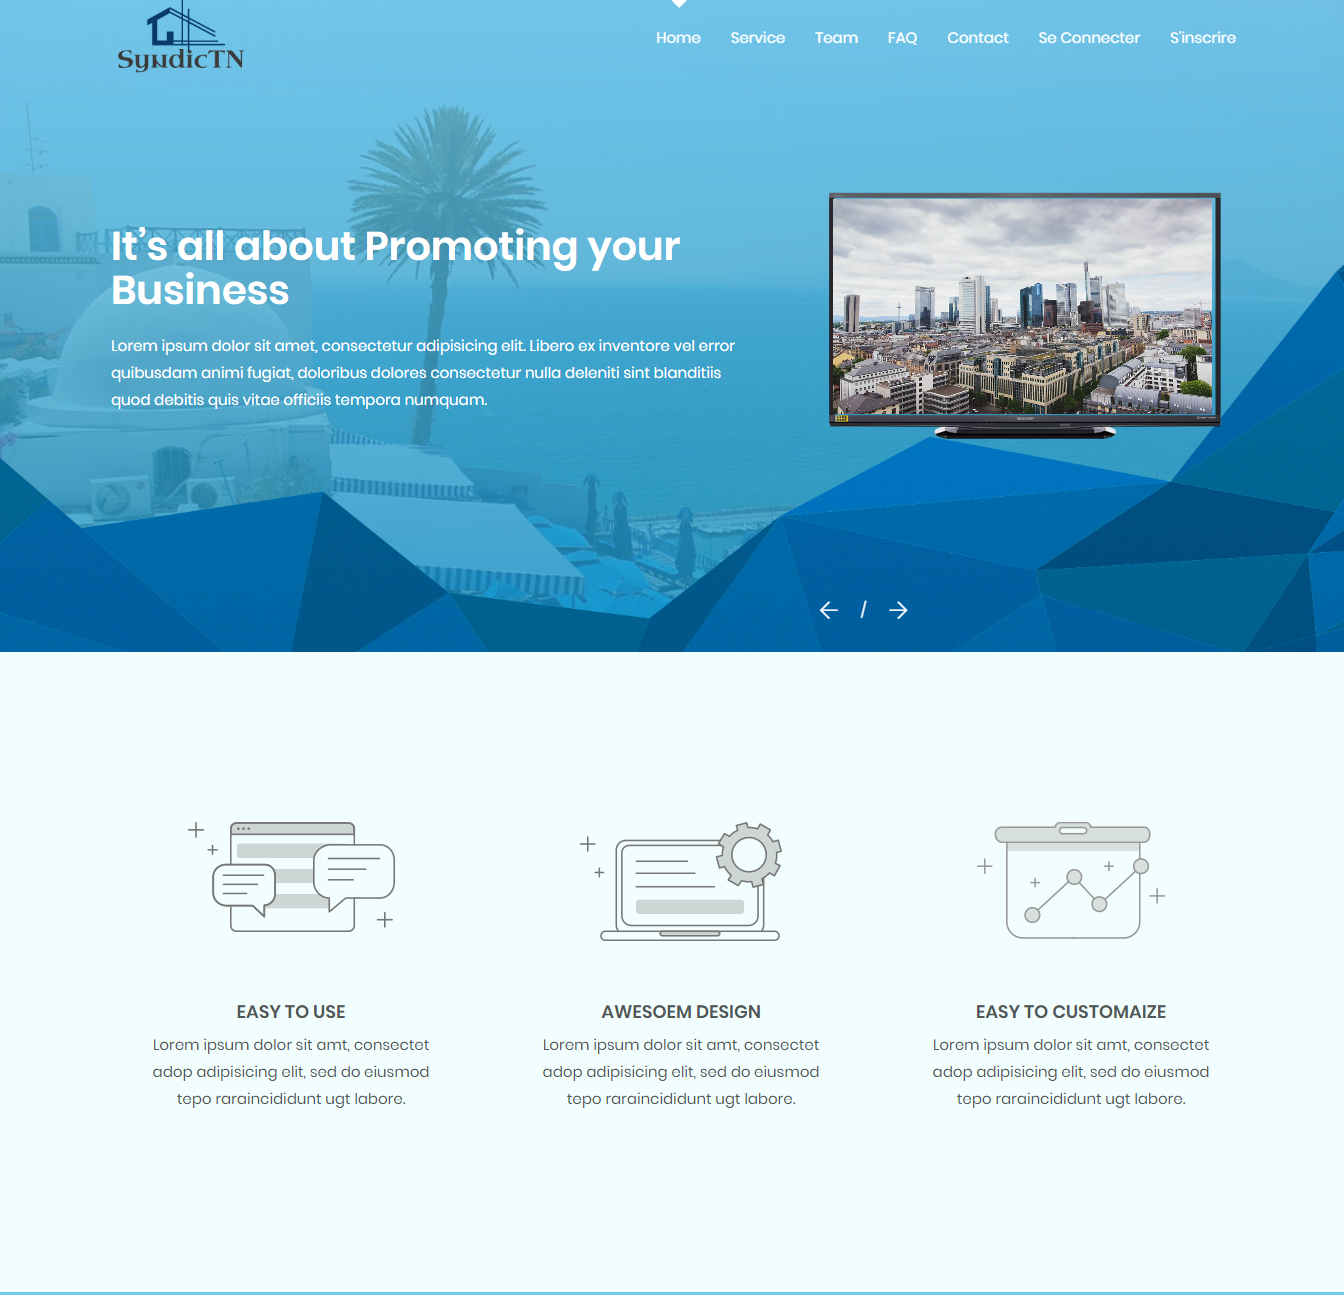 SyndicTN
Home Service Team FAQ Contact Se Connecter S'inscrire
It’s all about Promoting your
Business
Lorem ipsum dolor sit amet, consectetur adipisicing elit. Libero ex inventore vel error
quibusdam animi fugiat, doloribus dolores consectetur nulla deleniti sint blanditiis
quod debitis quis vitae officiis tempora numquam.
/
EASY TO USE
Lorem ipsum dolor sit amt, consectet
adop adipisicing elit, sed do eiusmod
tepo raraincididunt ugt labore.
AWESOEM DESIGN
Lorem ipsum dolor sit amt, consectet
adop adipisicing elit, sed do eiusmod
tepo raraincididunt ugt labore.
EASY TO CUSTOMAIZE
Lorem ipsum dolor sit amt, consectet
adop adipisicing elit, sed do eiusmod
tepo raraincididunt ugt labore.